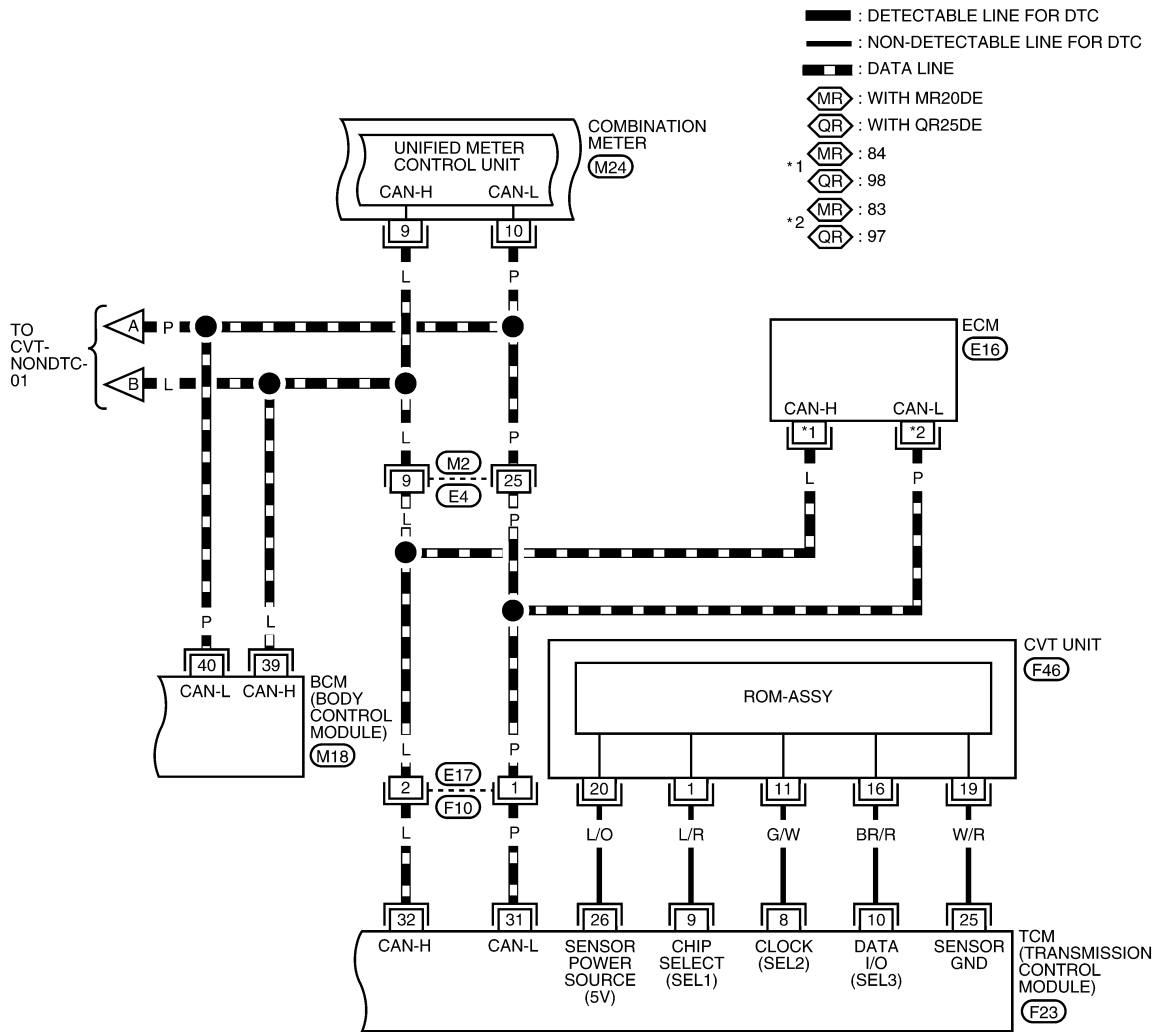 : DETECTABLE LINE FOR DTC
: NON-DETECTABLE LINE FOR DTC
: DATA LINE
MR : WITH MR20DE
QR : WITH QR25DE
*1 MR : 84
QR : 98
*2 MR : 83
QR : 97
COMBINATION
METER
M24
UNIFIED METER
CONTROL UNIT
CAN-H CAN-L
9 10
L P
TO
CVT-
NONDTC-
01
A P
B L
ECM
E16
CAN-H CAN-L
*1 *2
L P
L P
9 M2 25
E4
L P
P L
40 39
CAN-L CAN-H
BCM
(BODY
CONTROL
MODULE)
M18
CVT UNIT
F46
ROM-ASSY
L P
2 E17 1
F10
L P
20 1 11 16 19
L/O L/R G/W BR/R W/R
32 31 26 9 8 10 25
CAN-H CAN-L
SENSOR
POWER
SOURCE
(5V)
CHIP
SELECT
(SEL1)
CLOCK
(SEL2)
DATA
I/O
(SEL3)
SENSOR
GND
TCM
(TRANSMISSION
CONTROL
MODULE)
F23